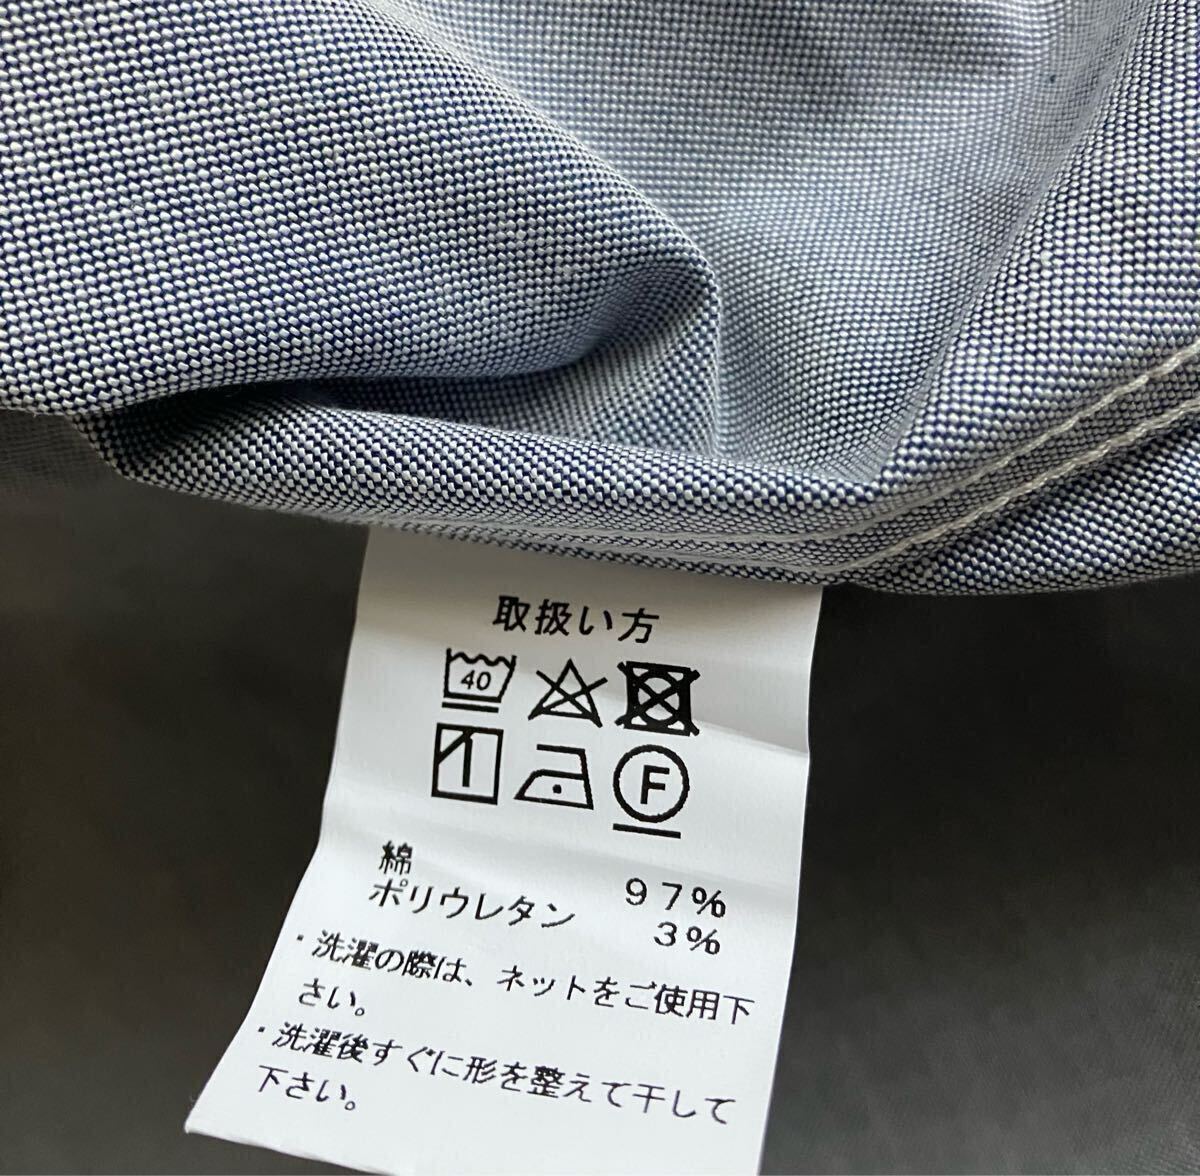 取扱い方
40
F
綿 97%
ポリウレタン 3%
・洗濯の際は、ネットをご使用下
さい。
・洗濯後すぐに形を整えて干して
下さい。